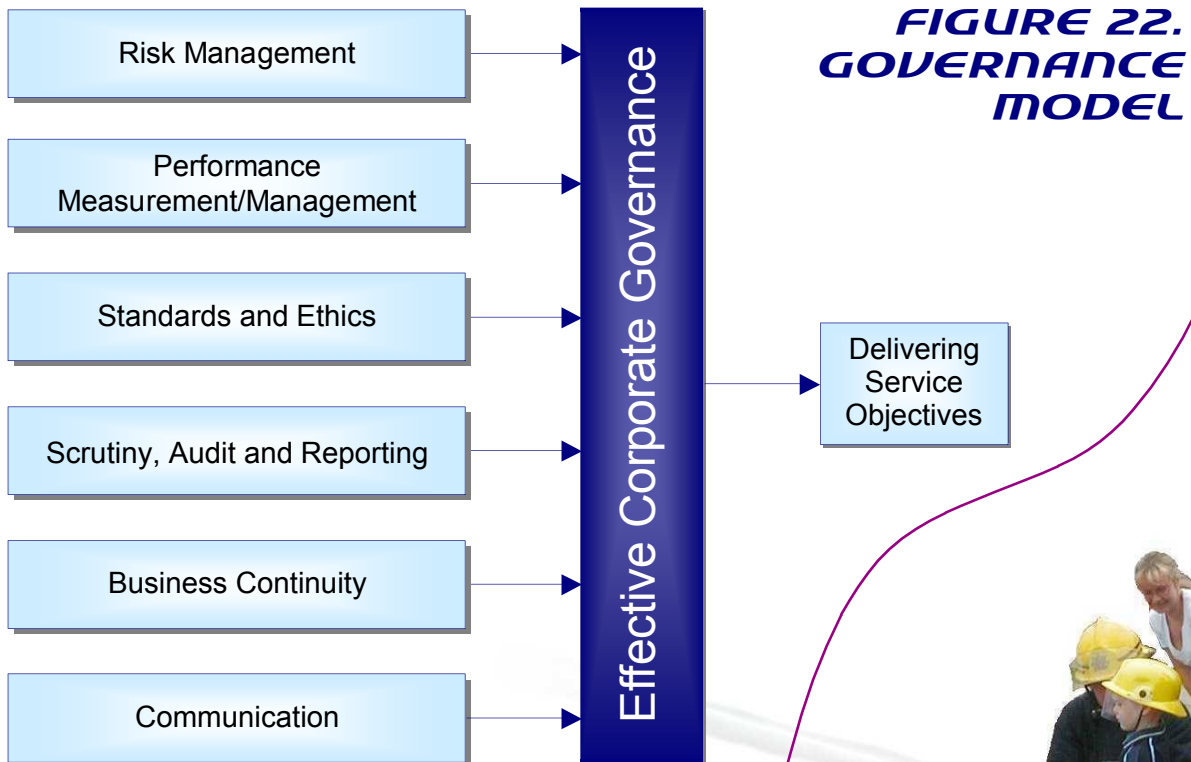 FIGURE 22.
GOVERNANCE
MODEL
Risk Management
Performance
Measurement/Management
Standards and Ethics
Scrutiny, Audit and Reporting
Business Continuity
Communication
Effective Corporate Governance
Delivering
Service
Objectives